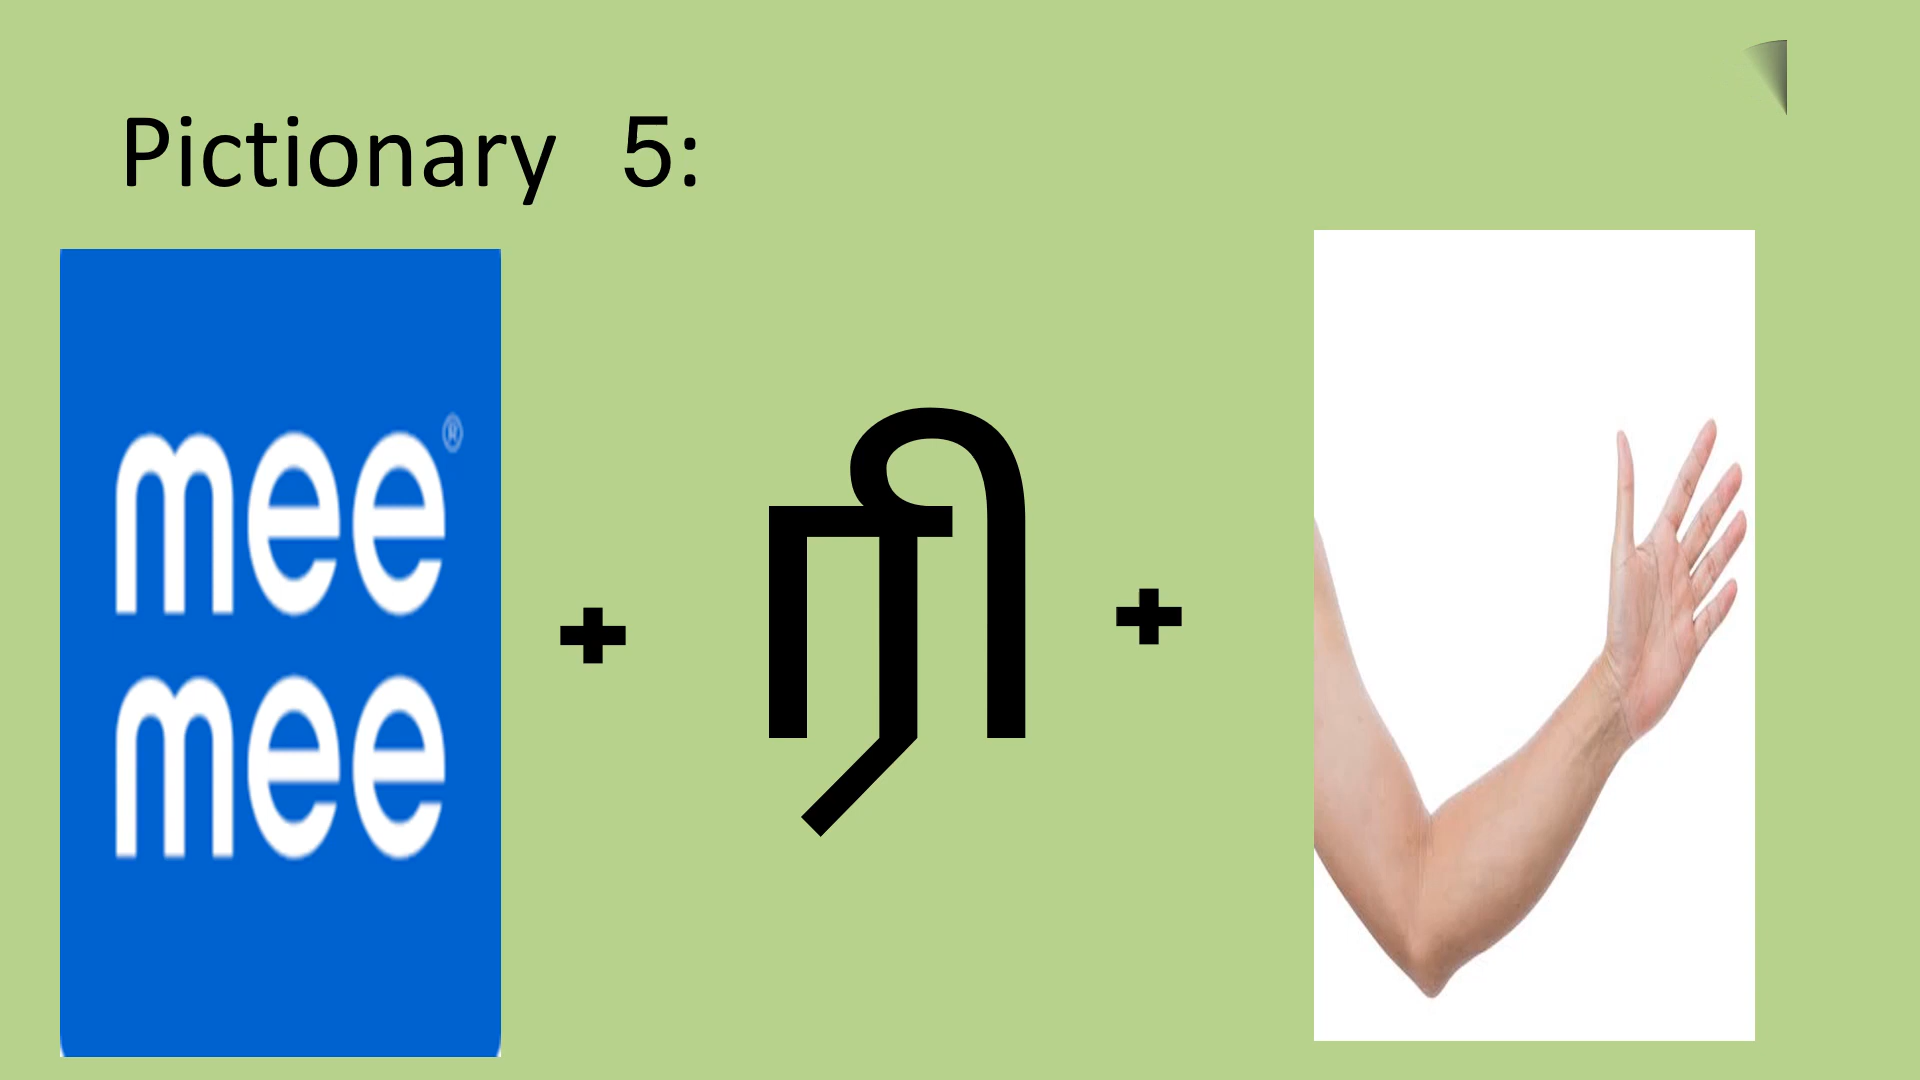 Pictionary 5:
mee®
mee
+ ரி +